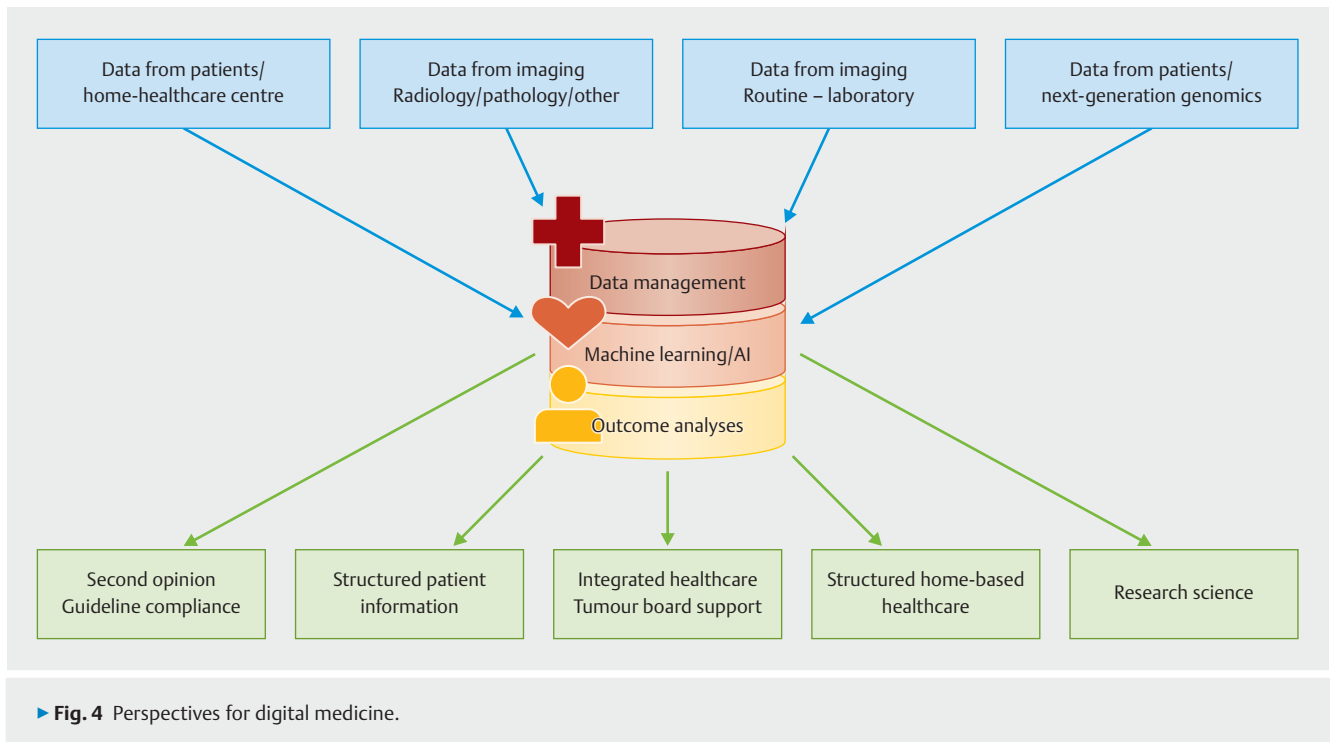 Data from patients/
home-healthcare centre
Data from imaging
Radiology/pathology/other
Data from imaging
Routine – laboratory
Data from patients/
next-generation genomics
Data management
Machine learning/AI
Outcome analyses
Second opinion
Guideline compliance
Structured patient
information
Integrated healthcare
Tumour board support
Structured home-based
healthcare
Research science
▶ Fig. 4 Perspectives for digital medicine.